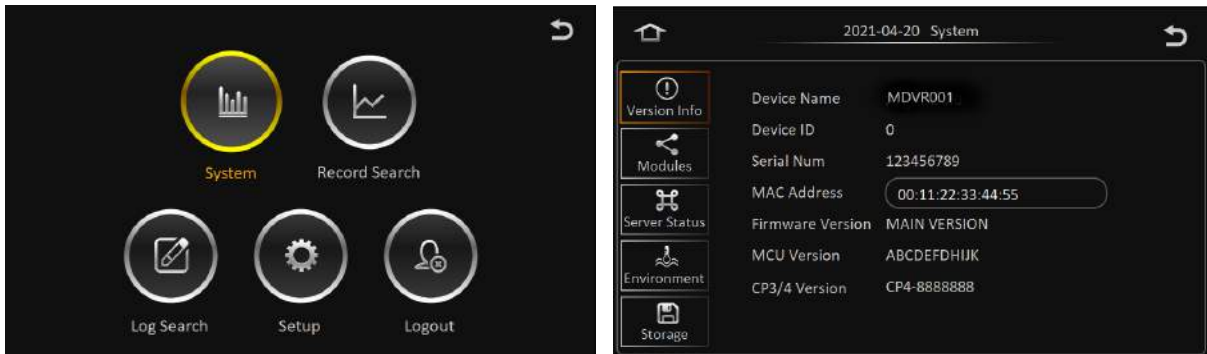 System
Record Search
Log Search
Setup
Logout
2021-04-20 System
Version Info
Modules
Server Status
Environment
Storage
Device Name MDVR001
Device ID 0
Serial Num 123456789
MAC Address 00:11:22:33:44:55
Firmware Version MAIN VERSION
MCU Version ABCDEFDHIJK
CP3/4 Version CP4-8888888